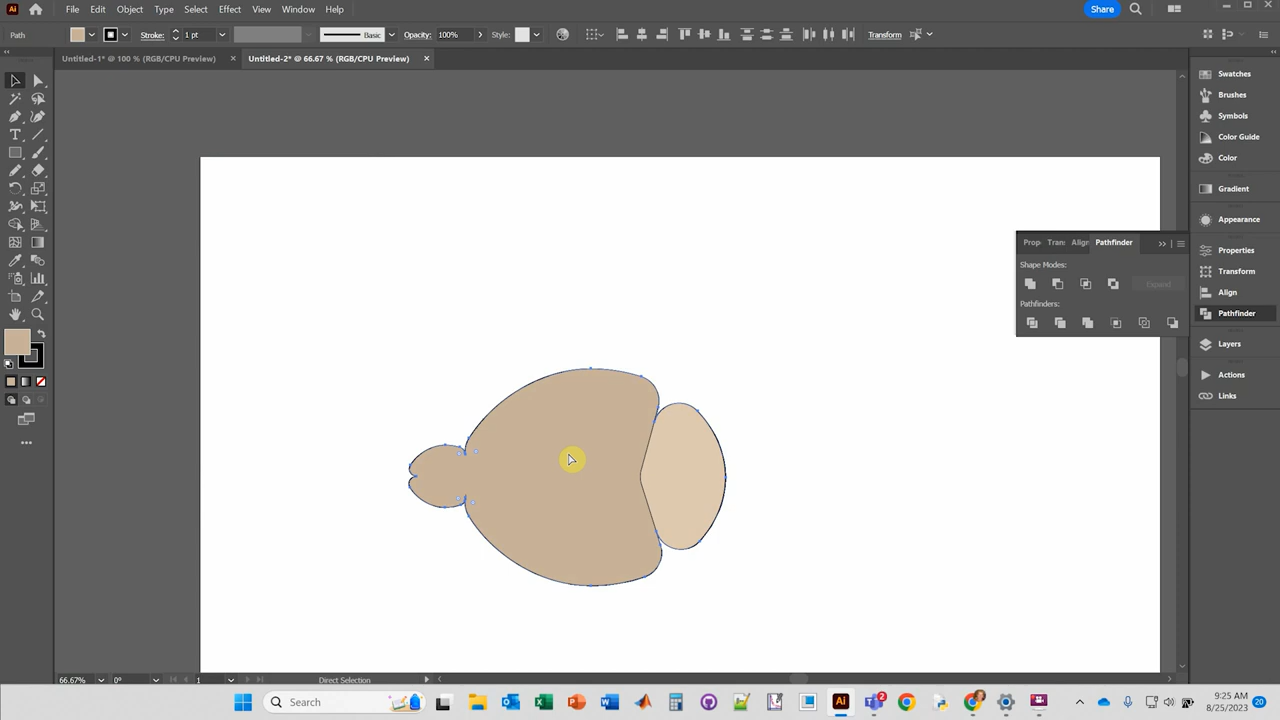 Ai File Edit Object Type Select Effect View Window Help Share
Path Stroke: 1 pt Basic Opacity: 100% Style: Transform
Untitled-1* @ 100 % (RGB/CPU Preview) × Untitled-2* @ 66.67 % (RGB/CPU Preview) ×
Swatches
Brushes
Symbols
Color Guide
Color
Gradient
Appearance
Prop Tran Align Pathfinder
Shape Modes:
Expand
Pathfinders:
Properties
Transform
Align
Pathfinder
Layers
Actions
Links
66.67% 0° 1 Direct Selection
Search
Ai
2
9:25 AM
8/25/2023
20